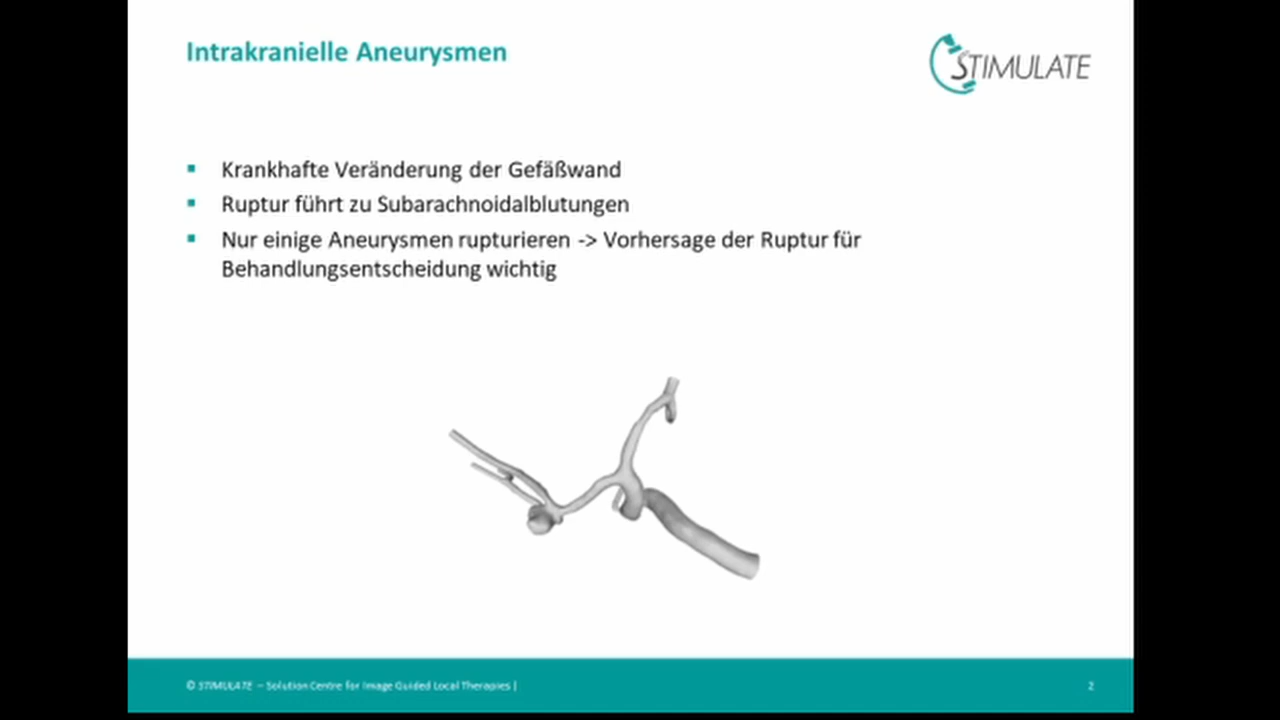 Intrakranielle Aneurysmen
STIMULATE
▪ Krankhafte Veränderung der Gefäßwand
▪ Ruptur führt zu Subarachnoidalblutungen
▪ Nur einige Aneurysmen rupturieren -> Vorhersage der Ruptur für
Behandlungsentscheidung wichtig
© STIMULATE – Solution Centre for Image Guided Local Therapies |
2